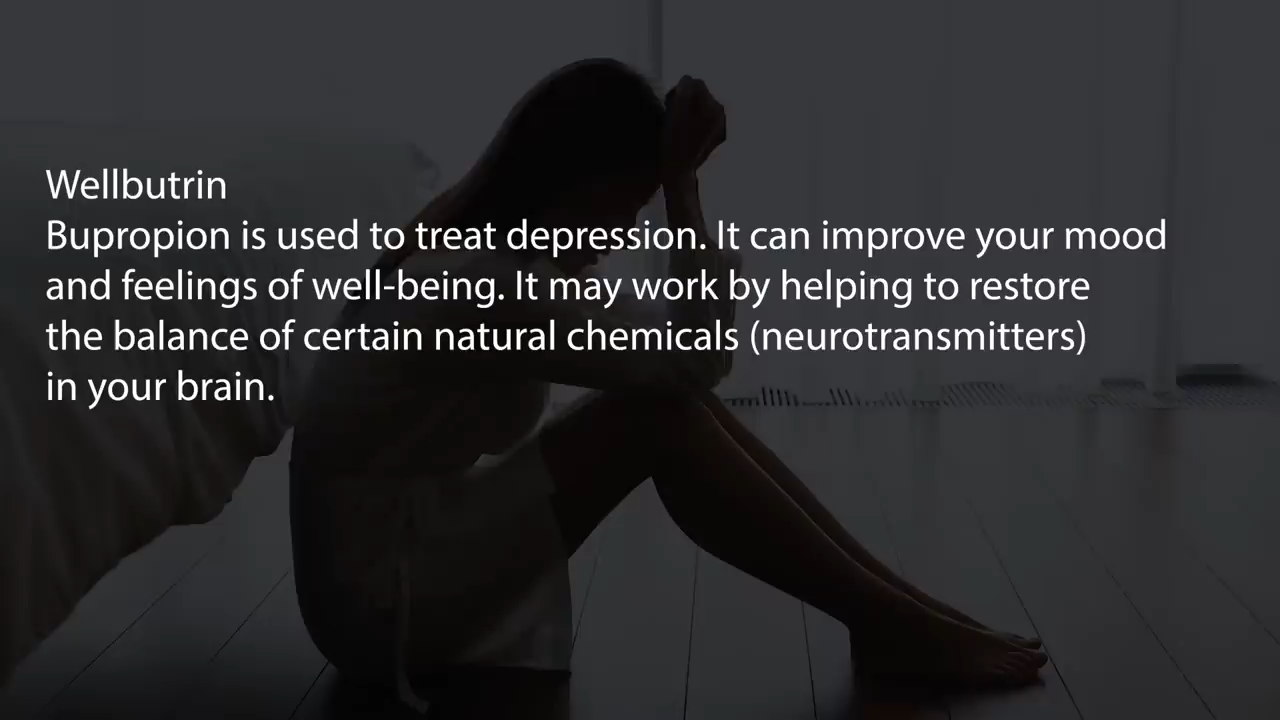 Wellbutrin
Bupropion is used to treat depression. It can improve your mood
and feelings of well-being. It may work by helping to restore
the balance of certain natural chemicals (neurotransmitters)
in your brain.